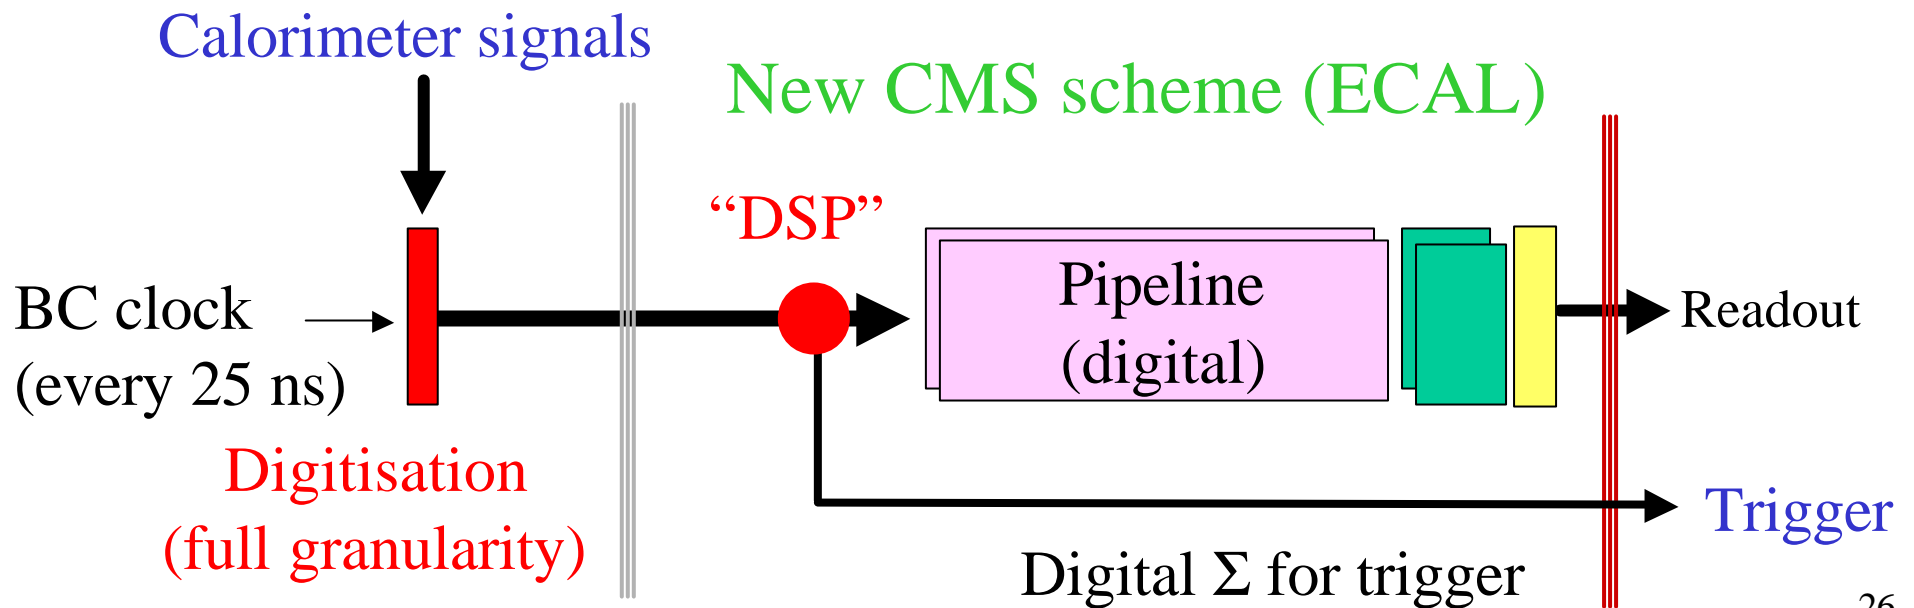 Calorimeter signals
New CMS scheme (ECAL)
“DSP”
BC clock
(every 25 ns)
Pipeline
(digital)
Readout
Digitisation
(full granularity)
Trigger
Digital Σ for trigger
26